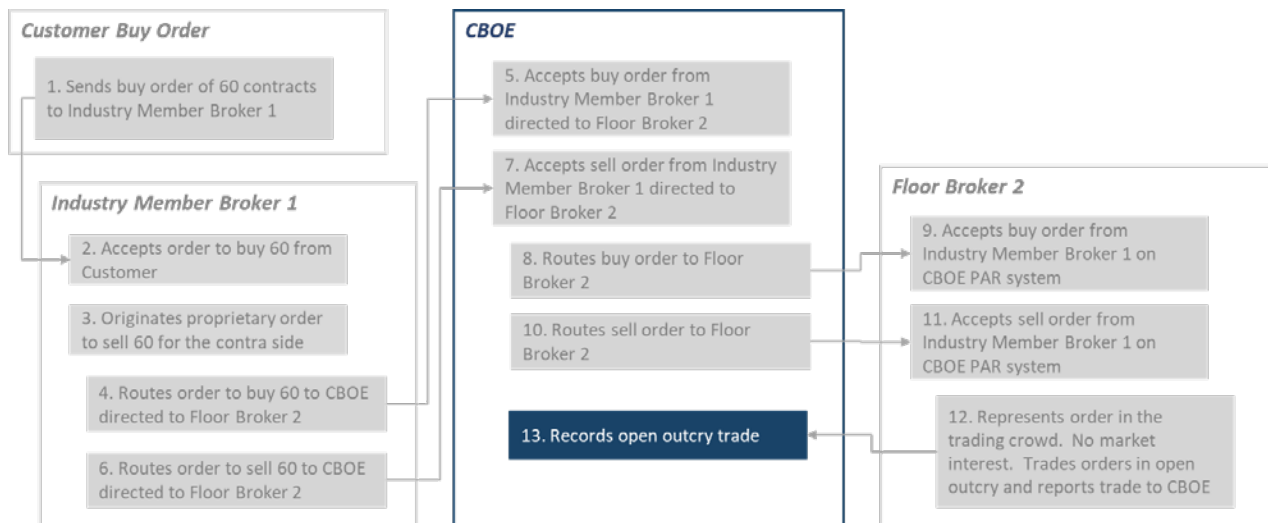 Customer Buy Order
1. Sends buy order of 60 contracts
to Industry Member Broker 1
Industry Member Broker 1
2. Accepts order to buy 60 from
Customer
3. Originates proprietary order
to sell 60 for the contra side
4. Routes order to buy 60 to CBOE
directed to Floor Broker 2
6. Routes order to sell 60 to CBOE
directed to Floor Broker 2
CBOE
5. Accepts buy order from
Industry Member Broker 1
directed to Floor Broker 2
7. Accepts sell order from Industry
Member Broker 1 directed to
Floor Broker 2
8. Routes buy order to Floor
Broker 2
10. Routes sell order to Floor
Broker 2
13. Records open outcry trade
Floor Broker 2
9. Accepts buy order from
Industry Member Broker 1 on
CBOE PAR system
11. Accepts sell order from
Industry Member Broker 1 on
CBOE PAR system
12. Represents order in the
trading crowd. No market
interest. Trades orders in open
outcry and reports trade to CBOE